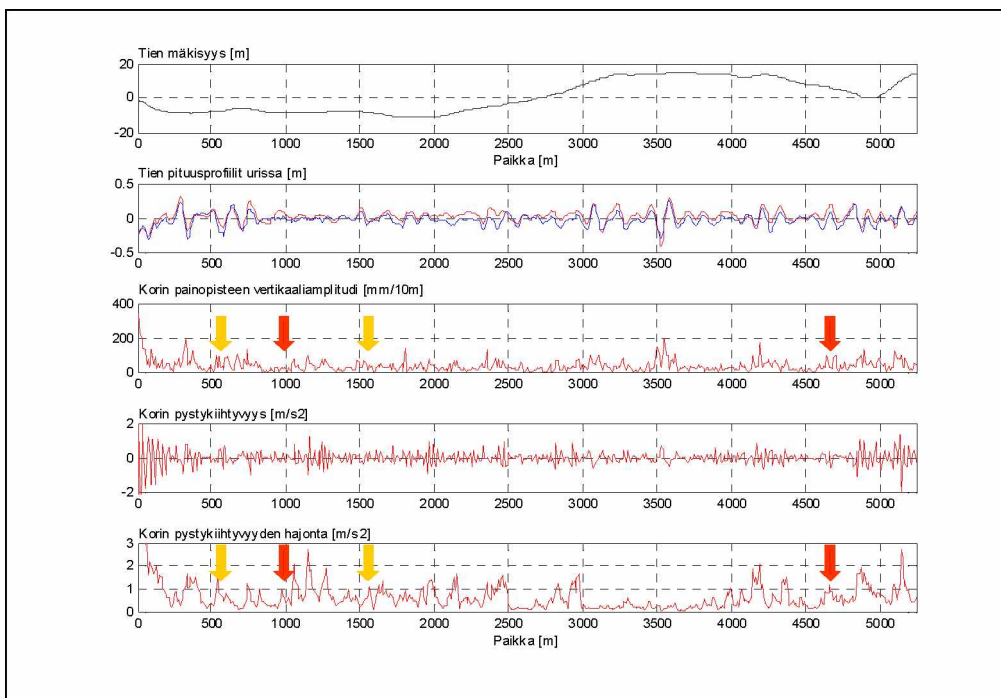 Tien mäkisyys [m]
20
0
-20
0 500 1000 1500 2000 2500 3000 3500 4000 4500 5000
Paikka [m]
Tien pituusprofiilit urissa [m]
0.5
0
-0.5
0 500 1000 1500 2000 2500 3000 3500 4000 4500 5000
Korin painopisteen vertikaaliamplitudi [mm/10m]
400
200
0
0 500 1000 1500 2000 2500 3000 3500 4000 4500 5000
Korin pystykiihtyvyys [m/s2]
2
0
-2
0 500 1000 1500 2000 2500 3000 3500 4000 4500 5000
Korin pystykiihtyvyyden hajonta [m/s2]
3
2
1
0
0 500 1000 1500 2000 2500 3000 3500 4000 4500 5000
Paikka [m]